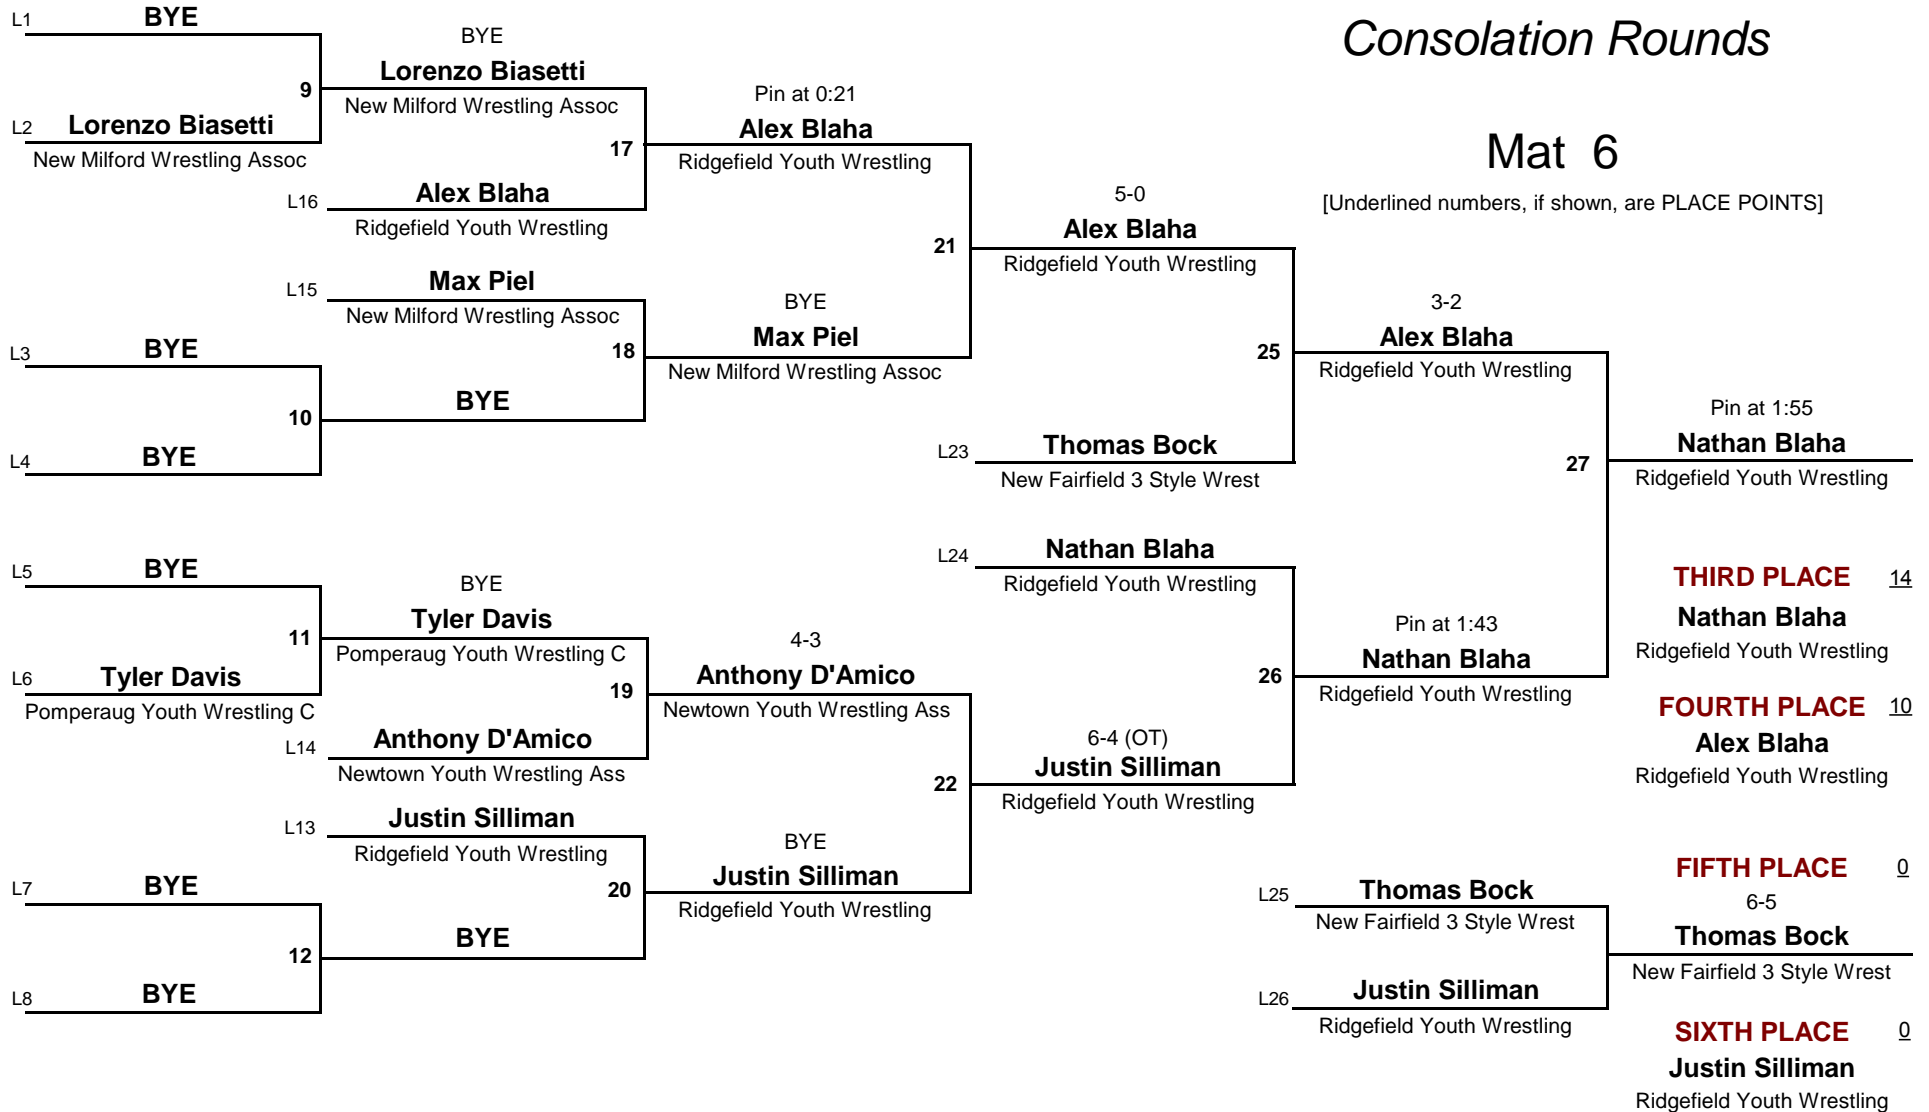 Consolation Rounds
Mat 6
[Underlined numbers, if shown, are PLACE POINTS]
L1 BYE
9
L2 Lorenzo Biasetti
New Milford Wrestling Assoc
L3 BYE
10
L4 BYE
L5 BYE
11
L6 Tyler Davis
Pomperaug Youth Wrestling C
L7 BYE
12
L8 BYE
BYE
Lorenzo Biasetti
New Milford Wrestling Assoc
17
L16 Alex Blaha
Ridgefield Youth Wrestling
L15 Max Piel
New Milford Wrestling Assoc
18
BYE
BYE
Tyler Davis
Pomperaug Youth Wrestling C
19
L14 Anthony D'Amico
Newtown Youth Wrestling Ass
L13 Justin Silliman
Ridgefield Youth Wrestling
20
BYE
Pin at 0:21
Alex Blaha
Ridgefield Youth Wrestling
21
BYE
Max Piel
New Milford Wrestling Assoc
4-3
Anthony D'Amico
Newtown Youth Wrestling Ass
22
BYE
Justin Silliman
Ridgefield Youth Wrestling
5-0
Alex Blaha
Ridgefield Youth Wrestling
25
L23 Thomas Bock
New Fairfield 3 Style Wrest
L24 Nathan Blaha
Ridgefield Youth Wrestling
26
6-4 (OT)
Justin Silliman
Ridgefield Youth Wrestling
3-2
Alex Blaha
Ridgefield Youth Wrestling
27
Pin at 1:43
Nathan Blaha
Ridgefield Youth Wrestling
Pin at 1:55
Nathan Blaha
Ridgefield Youth Wrestling
THIRD PLACE 14
Nathan Blaha
Ridgefield Youth Wrestling
FOURTH PLACE 10
Alex Blaha
Ridgefield Youth Wrestling
L25 Thomas Bock
New Fairfield 3 Style Wrest
L26 Justin Silliman
Ridgefield Youth Wrestling
FIFTH PLACE 0
6-5
Thomas Bock
New Fairfield 3 Style Wrest
SIXTH PLACE 0
Justin Silliman
Ridgefield Youth Wrestling